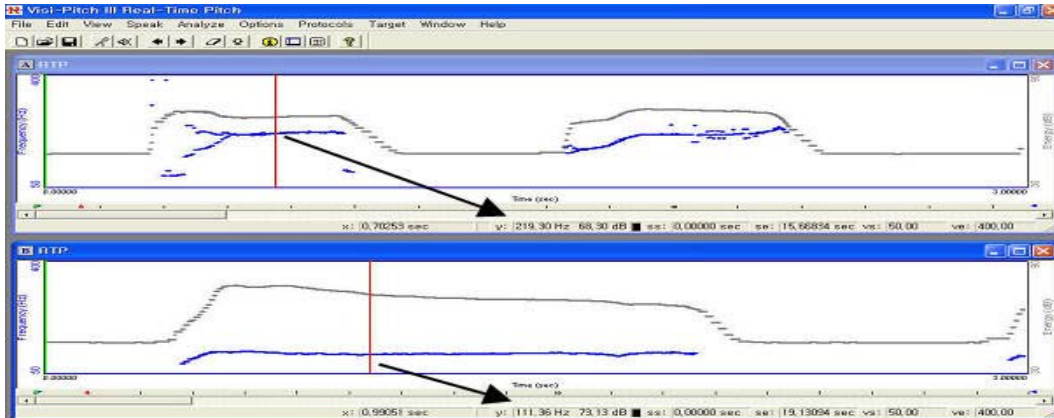 Visi-Pitch III Real-Time Pitch
File Edit View Speak Analyze Options Protocols Target Window Help
A RTP
400
Frequency (Hz)
50
Energy (dB)
0.00000
Time (sec)
3.00000
x: 0,70253 sec y: 219,30 Hz 68,30 dB ss: 0,00000 sec se: 15,66834 sec vs: 50,00 ve: 400,00
B RTP
400
Frequency (Hz)
50
Energy (dB)
0.00000
Time (sec)
3.00000
x: 0,99051 sec y: 111,36 Hz 73,13 dB ss: 0,00000 sec se: 19,13094 sec vs: 50,00 ve: 400,00